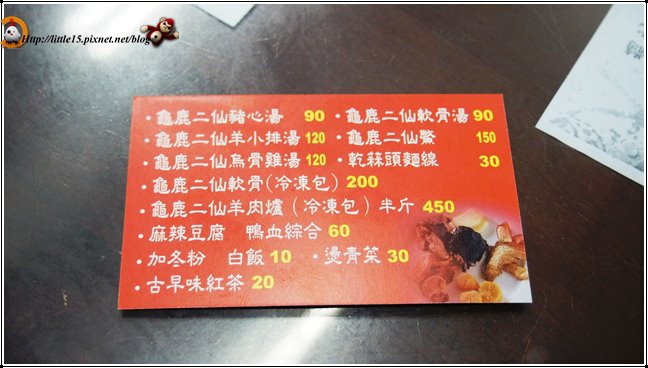 Http://little15.pixnet.net/blog
・龜鹿二仙豬心湯 90 ・龜鹿二仙軟骨湯 90
・龜鹿二仙羊小排湯 120 ・龜鹿二仙鱉 150
・龜鹿二仙烏骨雞湯 120 ・乾蔴頭麵線 30
・龜鹿二仙軟骨(冷凍包) 200
・龜鹿二仙羊肉爐（冷凍包）半斤 450
・麻辣豆腐 鴨血綜合 60
・加冬粉 白飯 10 ・燙青菜 30
・古早味紅茶 20